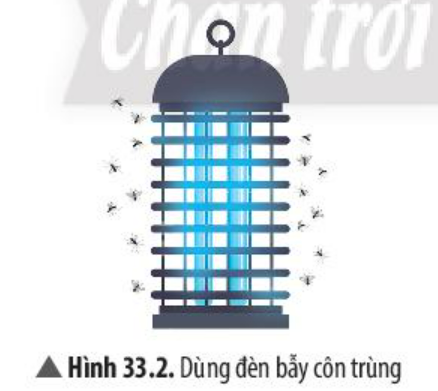 Chân trời
▲ Hình 33.2. Dùng đèn bẫy côn trùng